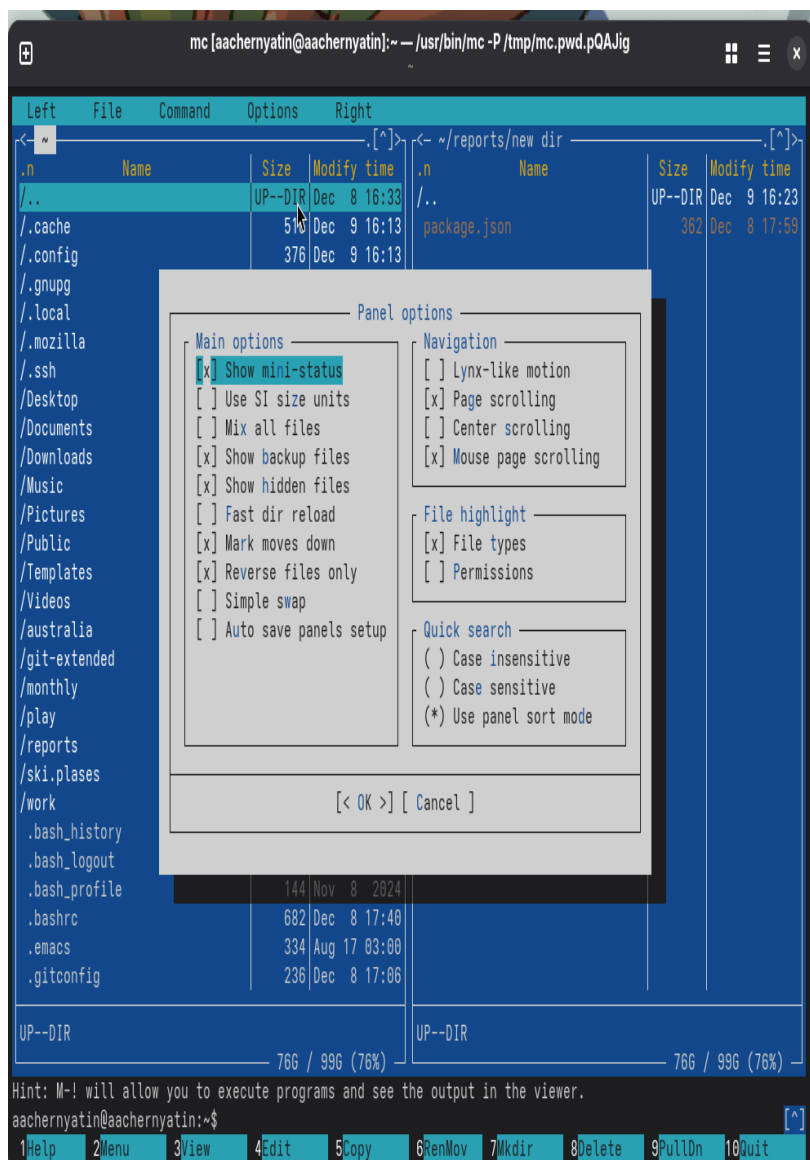 mc [aachernyatin@aachernyatin]:~ — /usr/bin/mc -P /tmp/mc.pwd.pQAJig
~
Left File Command Options Right
<- ~ .[^]> <- ~/reports/new dir .[^]>
.n Name Size Modify time .n Name Size Modify time
/.. UP--DIR Dec 8 16:33 /.. UP--DIR Dec 9 16:23
/.cache Dec 9 16:13 package.json 362 Dec 8 17:59
/.config 376 Dec 9 16:13
/.gnupg
/.local
/.mozilla
/.ssh
/Desktop
/Documents
/Downloads
/Music
/Pictures
/Public
/Templates
/Videos
/australia
/git-extended
/monthly
/play
/reports
/ski.plases
/work
.bash_history
.bash_logout
.bash_profile 144 Nov 8 2024
.bashrc 682 Dec 8 17:40
.emacs 334 Aug 17 03:00
.gitconfig 236 Dec 8 17:06
Panel options
Main options
[x] Show mini-status
[ ] Use SI size units
[ ] Mix all files
[x] Show backup files
[x] Show hidden files
[ ] Fast dir reload
[x] Mark moves down
[x] Reverse files only
[ ] Simple swap
[ ] Auto save panels setup
Navigation
[ ] Lynx-like motion
[x] Page scrolling
[ ] Center scrolling
[x] Mouse page scrolling
File highlight
[x] File types
[ ] Permissions
Quick search
( ) Case insensitive
( ) Case sensitive
(*) Use panel sort mode
[< OK >] [ Cancel ]
UP--DIR UP--DIR
76G / 99G (76%) 76G / 99G (76%)
Hint: M-! will allow you to execute programs and see the output in the viewer.
aachernyatin@aachernyatin:~$ [^]
1Help 2Menu 3View 4Edit 5Copy 6RenMov 7Mkdir 8Delete 9PullDn 10Quit